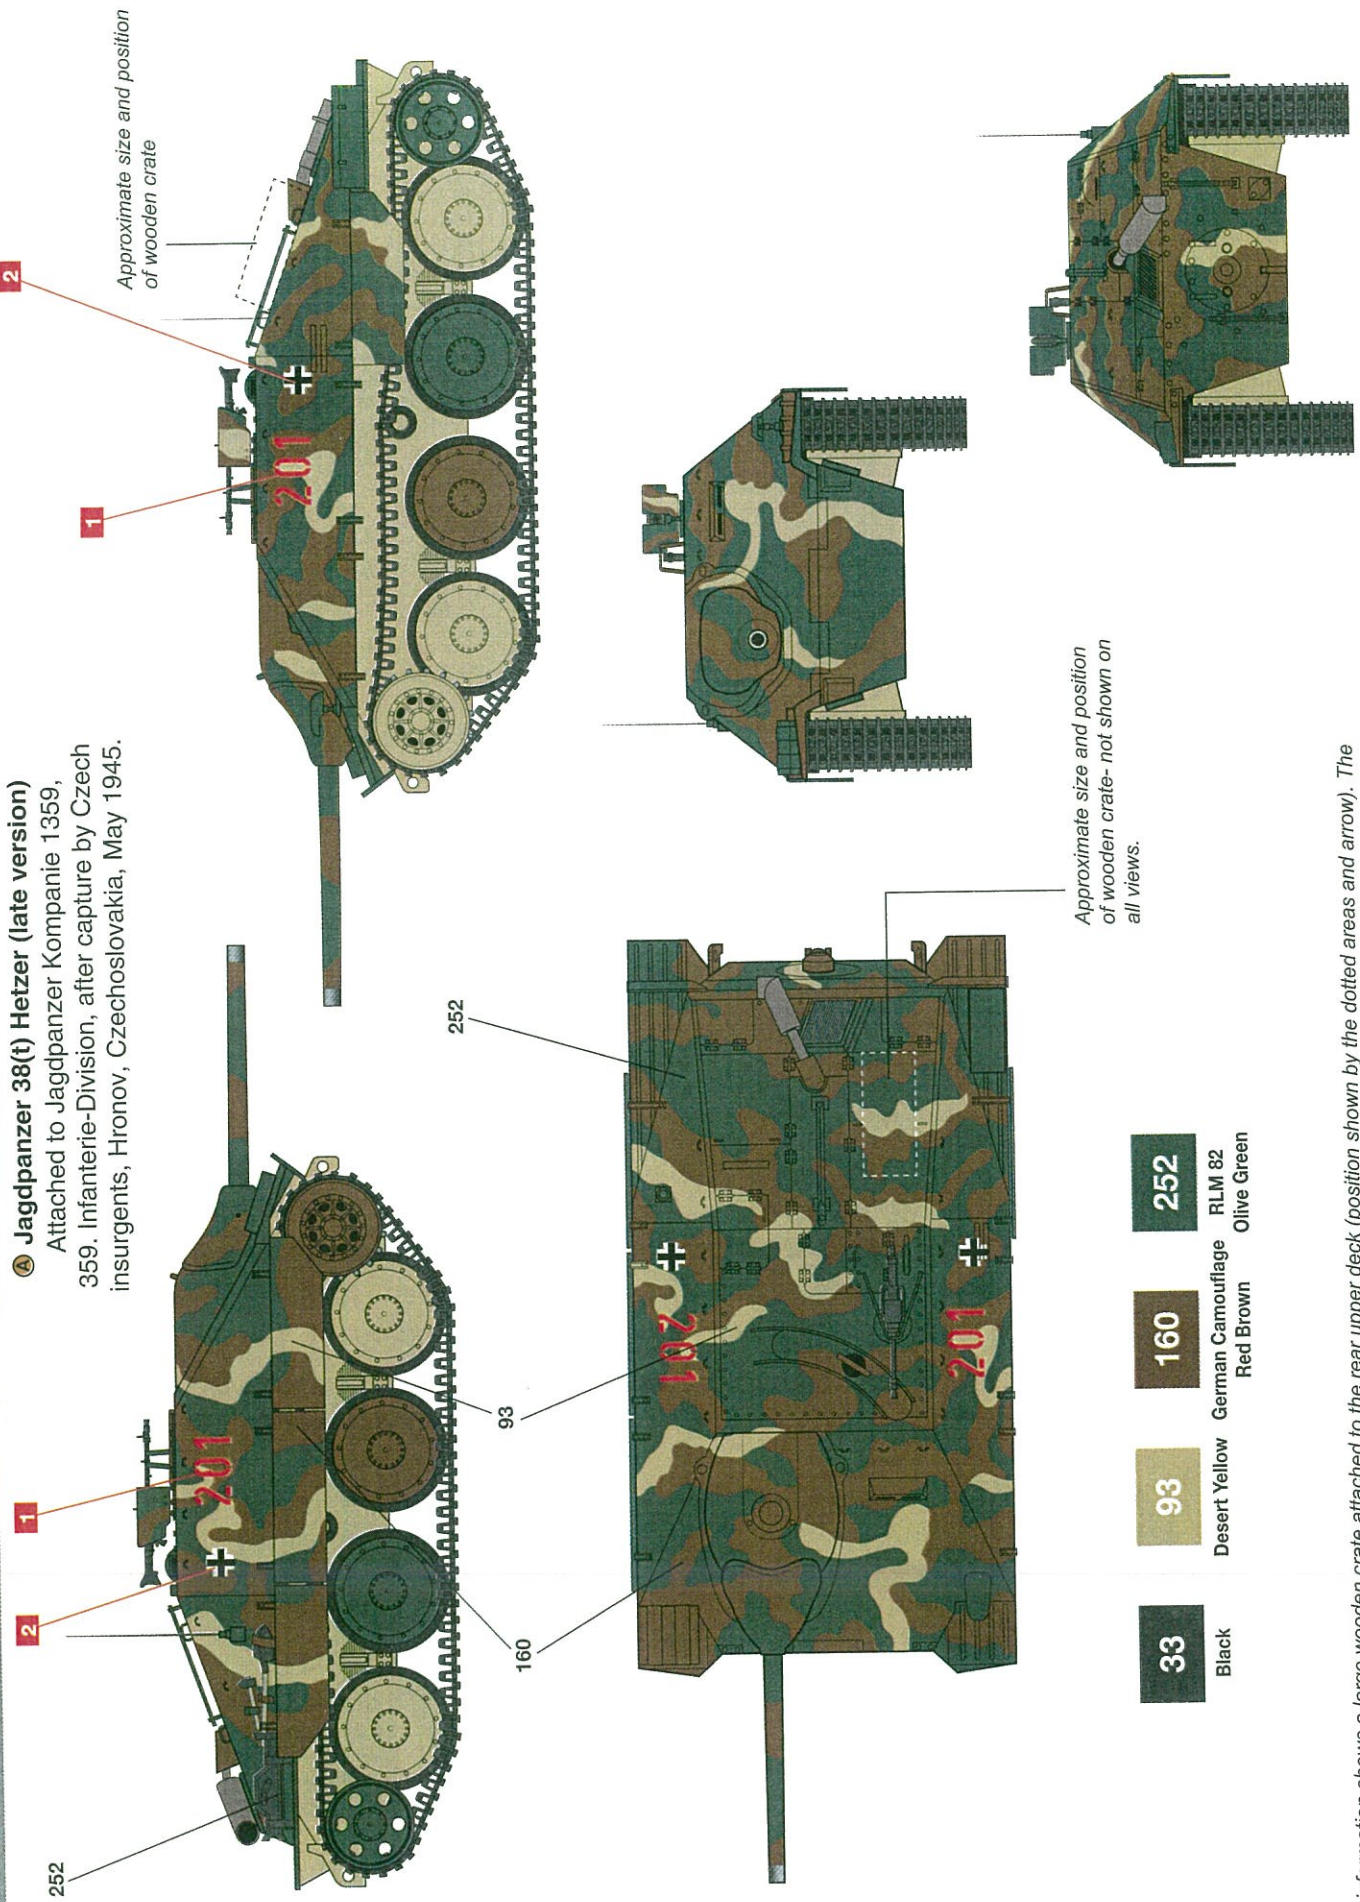 Ⓐ Jagdpanzer 38(t) Hetzer (late version)
Attached to Jagdpanzer Kompanie 1359,
359. Infanterie-Division, after capture by Czech
insurgents, Hronov, Czechoslovakia, May 1945.
2
1
252
201
2
1
201
Approximate size and position
of wooden crate
93
160
252
201
201
Approximate size and position
of wooden crate- not shown on
all views.
33
Black
93
Desert Yellow
160
German Camouflage
Red Brown
252
RLM 82
Olive Green
shows a large wooden crate attached to the rear upper deck (position shown by the dotted areas and arrow). The